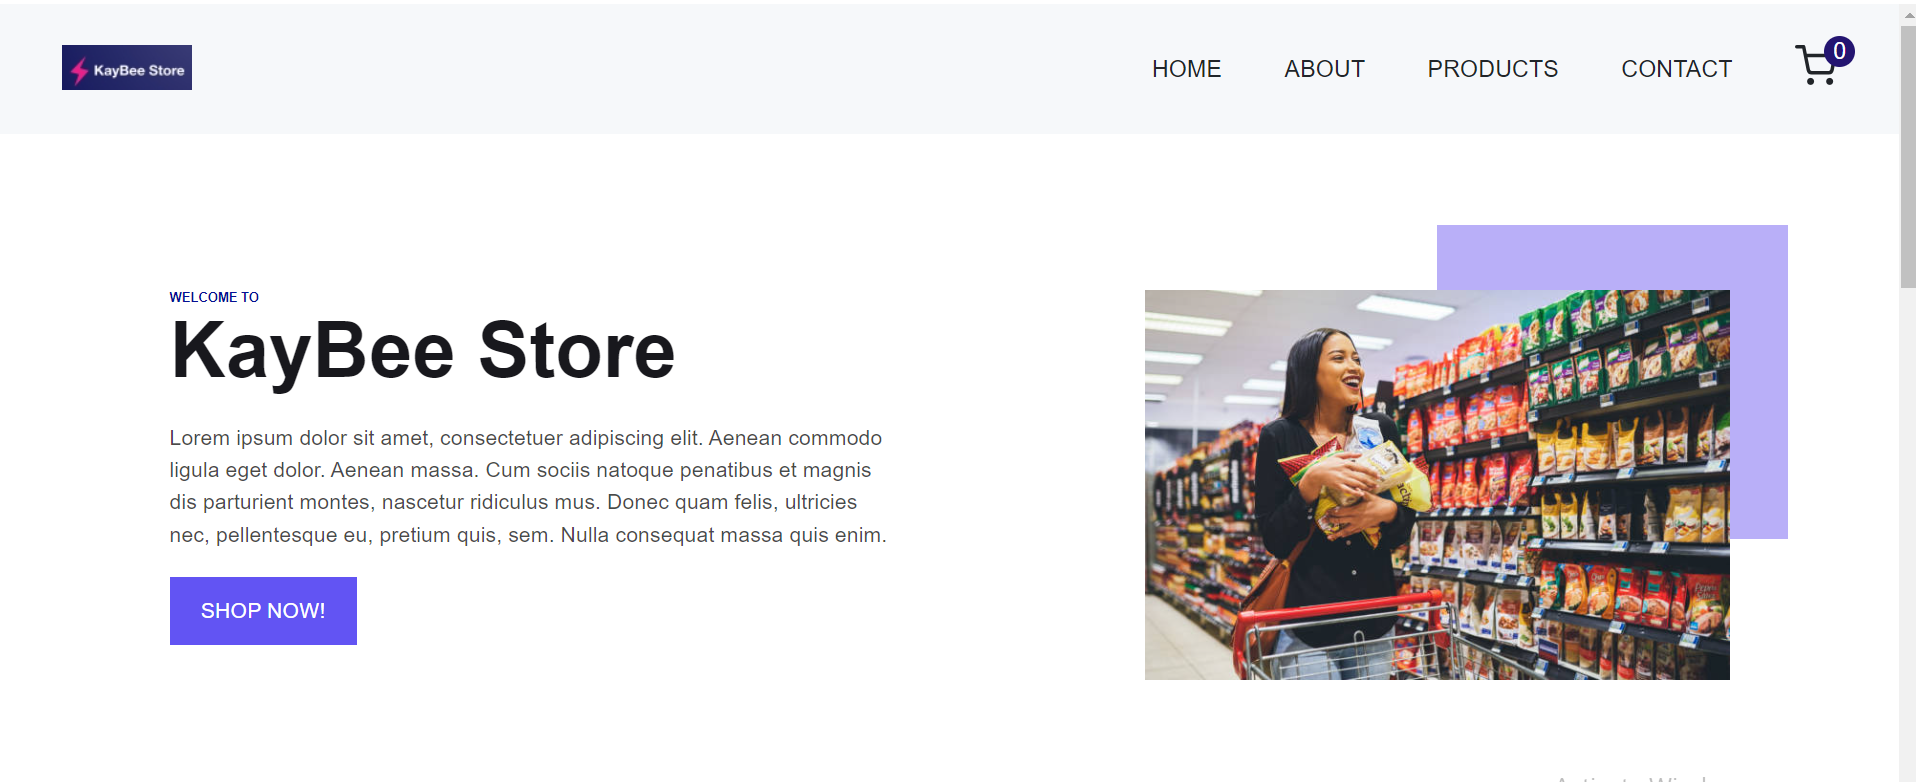 KayBee Store
HOME ABOUT PRODUCTS CONTACT 0
WELCOME TO
KayBee Store
Lorem ipsum dolor sit amet, consectetuer adipiscing elit. Aenean commodo
ligula eget dolor. Aenean massa. Cum sociis natoque penatibus et magnis
dis parturient montes, nascetur ridiculus mus. Donec quam felis, ultricies
nec, pellentesque eu, pretium quis, sem. Nulla consequat massa quis enim.
SHOP NOW!